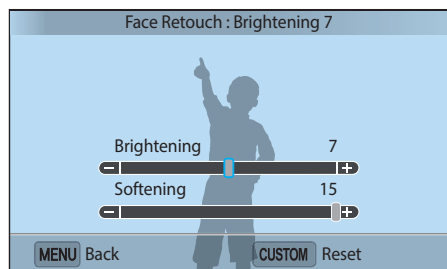 Face Retouch : Brightening 7
Brightening 7
Softening 15
MENU Back CUSTOM Reset